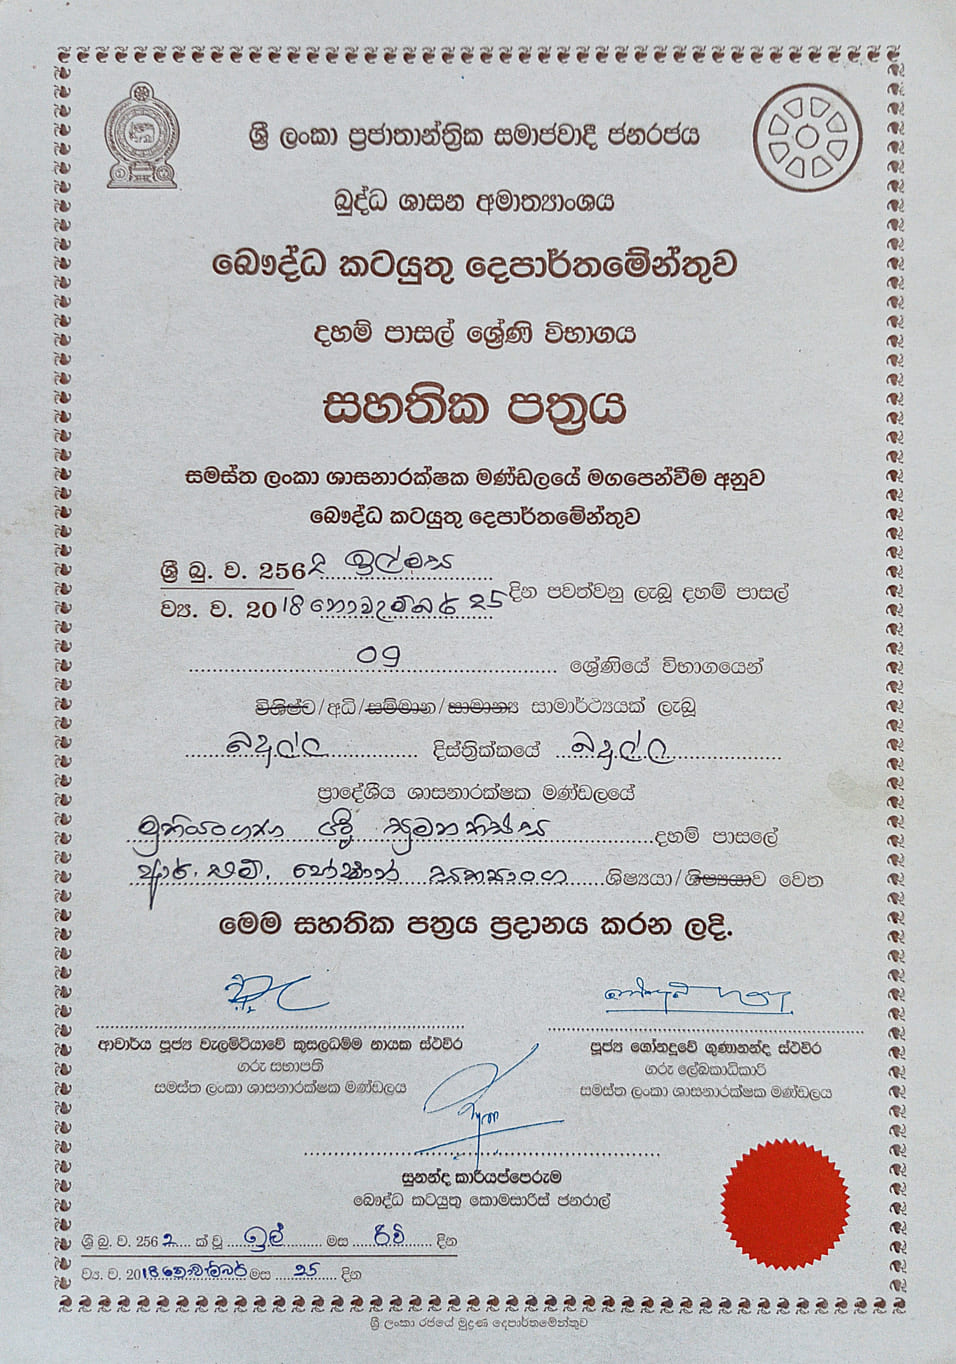 ශ්‍රී ලංකා ප්‍රජාතාන්ත්‍රික සමාජවාදී ජනරජය
බුද්ධ ශාසන අමාත්‍යාංශය
බෞද්ධ කටයුතු දෙපාර්තමේන්තුව
දහම් පාසල් ශ්‍රේණි විභාගය
සහතික පත්‍රය
සමස්ත ලංකා ශාසනාරක්ෂක මණ්ඩලයේ මගපෙන්වීම අනුව
බෞද්ධ කටයුතු දෙපාර්තමේන්තුව
ශ්‍රී බු. ව. 2562 ඉල්මස
ව්‍ය. ව. 2018 නොවැම්බර් 25 දින පවත්වනු ලැබූ දහම් පාසල්
09 ශ්‍රේණියේ විභාගයෙන්
විශිෂ්ට/අධි/සම්මාන/සාමාන්‍ය සාමාර්ථ්‍යයක් ලැබූ
බදුල්ල දිස්ත්‍රික්කයේ බදුල්ල
ප්‍රාදේශීය ශාසනාරක්ෂක මණ්ඩලයේ
මුතියංගනය ශ්‍රී සුමනතිස්ස දහම් පාසලේ
ආර්. එම්. හේෂාන් ශිෂ්‍යයා/ශිෂ්‍යයාව වෙත
මෙම සහතික පත්‍රය ප්‍රදානය කරන ලදි.
ආචාර්ය පූජ්‍ය වැලමිටියාවේ කුසලධම්ම නායක ස්ථවිර
ගරු සභාපති
සමස්ත ලංකා ශාසනාරක්ෂක මණ්ඩලය
පූජ්‍ය ගෝනදූවේ ගුණානන්ද ස්ථවිර
ගරු ලේඛකාධිකාරි
සමස්ත ලංකා ශාසනාරක්ෂක මණ්ඩලය
සුනන්ද කාරියප්පෙරුම
බෞද්ධ කටයුතු කොමසාරිස් ජනරාල්
ශ්‍රී බු. ව. 2562 ක් වූ ඉල් මස රිවි දින
ව්‍ය. ව. 2018 නොවැම්බර් මස 25 දින
ශ්‍රී ලංකා රජයේ මුද්‍රණ දෙපාර්තමේන්තුව